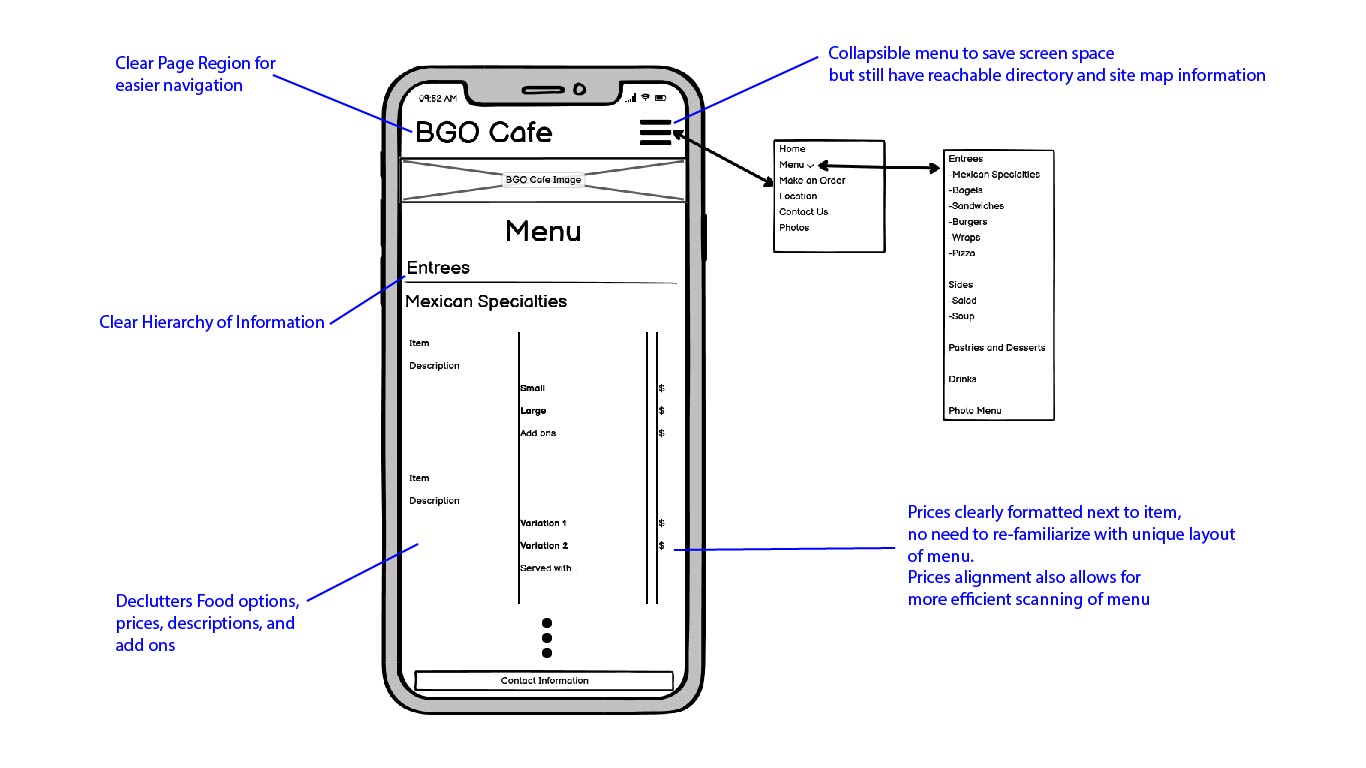 Clear Page Region for
easier navigation
Collapsible menu to save screen space
but still have reachable directory and site map information
09:52 AM
BGO Cafe
BGO Cafe Image
Menu
Entrees
Mexican Specialties
Item
Description
Small $
Large $
Add ons $
Item
Description
Variation 1 $
Variation 2 $
Served with..
Contact Information
Home
Menu
Make an Order
Location
Contact Us
Photos
Entrees
-Mexican Specialties
-Bagels
-Sandwiches
-Burgers
-Wraps
-Pizza
Sides
-Salad
-Soup
Pastries and Desserts
Drinks
Photo Menu
Clear Hierarchy of Information
Declutters Food options,
prices, descriptions, and
add ons
Prices clearly formatted next to item,
no need to re-familiarize with unique layout
of menu.
Prices alignment also allows for
more efficient scanning of menu